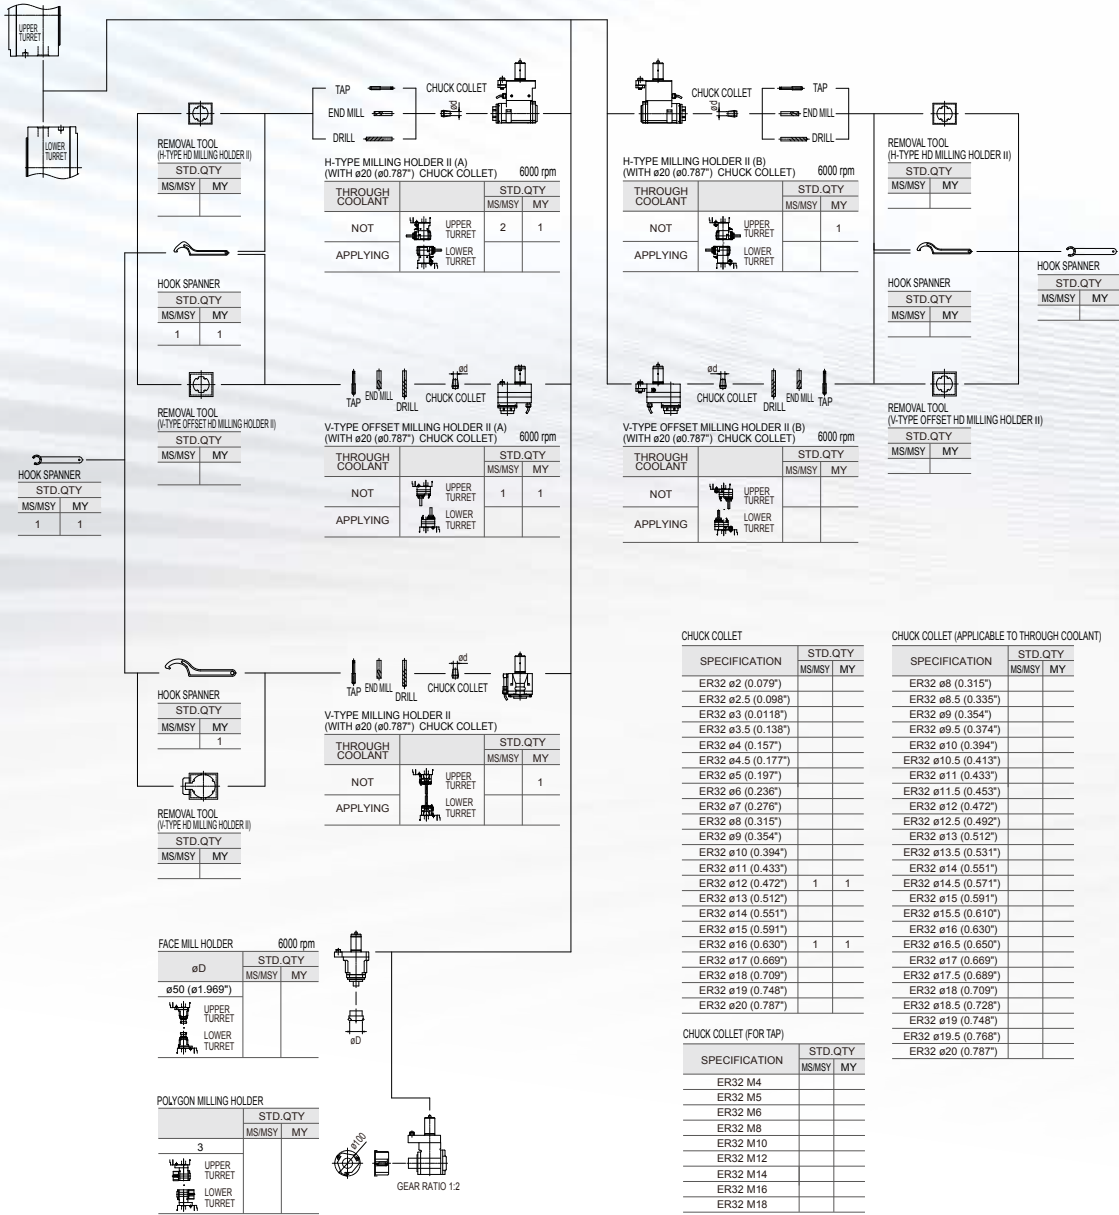 UPPER
TURRET
LOWER
TURRET
REMOVAL TOOL
(H-TYPE HD MILLING HOLDER II)
STD.QTY
MS/MSY MY
HOOK SPANNER
STD.QTY
MS/MSY MY
1 1
REMOVAL TOOL
(V-TYPE OFFSET HD MILLING HOLDER II)
STD.QTY
MS/MSY MY
HOOK SPANNER
STD.QTY
MS/MSY MY
1 1
TAP
END MILL
DRILL
CHUCK COLLET
ød
H-TYPE MILLING HOLDER II (A)
(WITH ø20 (ø0.787") CHUCK COLLET) 6000 rpm
THROUGH COOLANT STD.QTY
MS/MSY MY
NOT UPPER TURRET 2 1
APPLYING LOWER TURRET
TAP END MILL DRILL CHUCK COLLET
ød
V-TYPE OFFSET MILLING HOLDER II (A)
(WITH ø20 (ø0.787") CHUCK COLLET) 6000 rpm
THROUGH COOLANT STD.QTY
MS/MSY MY
NOT UPPER TURRET 1 1
APPLYING LOWER TURRET
CHUCK COLLET
ød
TAP
END MILL
DRILL
H-TYPE MILLING HOLDER II (B)
(WITH ø20 (ø0.787") CHUCK COLLET) 6000 rpm
THROUGH COOLANT STD.QTY
MS/MSY MY
NOT UPPER TURRET 1
APPLYING LOWER TURRET
ød
CHUCK COLLET DRILL END MILL TAP
V-TYPE OFFSET MILLING HOLDER II (B)
(WITH ø20 (ø0.787") CHUCK COLLET) 6000 rpm
THROUGH COOLANT STD.QTY
MS/MSY MY
NOT UPPER TURRET
APPLYING LOWER TURRET
REMOVAL TOOL
(H-TYPE HD MILLING HOLDER II)
STD.QTY
MS/MSY MY
HOOK SPANNER
STD.QTY
MS/MSY MY
REMOVAL TOOL
(V-TYPE OFFSET HD MILLING HOLDER II)
STD.QTY
MS/MSY MY
HOOK SPANNER
STD.QTY
MS/MSY MY
HOOK SPANNER
STD.QTY
MS/MSY MY
1
REMOVAL TOOL
(V-TYPE HD MILLING HOLDER II)
STD.QTY
MS/MSY MY
TAP END MILL DRILL CHUCK COLLET
ød
V-TYPE MILLING HOLDER II
(WITH ø20 (ø0.787") CHUCK COLLET)
THROUGH COOLANT STD.QTY
MS/MSY MY
NOT UPPER TURRET 1
APPLYING LOWER TURRET
FACE MILL HOLDER 6000 rpm
øD STD.QTY
MS/MSY MY
ø50 (ø1.969")
UPPER
TURRET
LOWER
TURRET
øD
POLYGON MILLING HOLDER
STD.QTY
MS/MSY MY
3
UPPER
TURRET
LOWER
TURRET
ø100
GEAR RATIO 1:2
CHUCK COLLET
SPECIFICATION STD.QTY
MS/MSY MY
ER32 ø2 (0.079")
ER32 ø2.5 (0.098")
ER32 ø3 (0.0118")
ER32 ø3.5 (0.138")
ER32 ø4 (0.157")
ER32 ø4.5 (0.177")
ER32 ø5 (0.197")
ER32 ø6 (0.236")
ER32 ø7 (0.276")
ER32 ø8 (0.315")
ER32 ø9 (0.354")
ER32 ø10 (0.394")
ER32 ø11 (0.433")
ER32 ø12 (0.472") 1 1
ER32 ø13 (0.512")
ER32 ø14 (0.551")
ER32 ø15 (0.591")
ER32 ø16 (0.630") 1 1
ER32 ø17 (0.669")
ER32 ø18 (0.709")
ER32 ø19 (0.748")
ER32 ø20 (0.787")
CHUCK COLLET (FOR TAP)
SPECIFICATION STD.QTY
MS/MSY MY
ER32 M4
ER32 M5
ER32 M6
ER32 M8
ER32 M10
ER32 M12
ER32 M14
ER32 M16
ER32 M18
CHUCK COLLET (APPLICABLE TO THROUGH COOLANT)
SPECIFICATION STD.QTY
MS/MSY MY
ER32 ø8 (0.315")
ER32 ø8.5 (0.335")
ER32 ø9 (0.354")
ER32 ø9.5 (0.374")
ER32 ø10 (0.394")
ER32 ø10.5 (0.413")
ER32 ø11 (0.433")
ER32 ø11.5 (0.453")
ER32 ø12 (0.472")
ER32 ø12.5 (0.492")
ER32 ø13 (0.512")
ER32 ø13.5 (0.531")
ER32 ø14 (0.551")
ER32 ø14.5 (0.571")
ER32 ø15 (0.591")
ER32 ø15.5 (0.610")
ER32 ø16 (0.630")
ER32 ø16.5 (0.650")
ER32 ø17 (0.669")
ER32 ø17.5 (0.689")
ER32 ø18 (0.709")
ER32 ø18.5 (0.728")
ER32 ø19 (0.748")
ER32 ø19.5 (0.768")
ER32 ø20 (0.787")